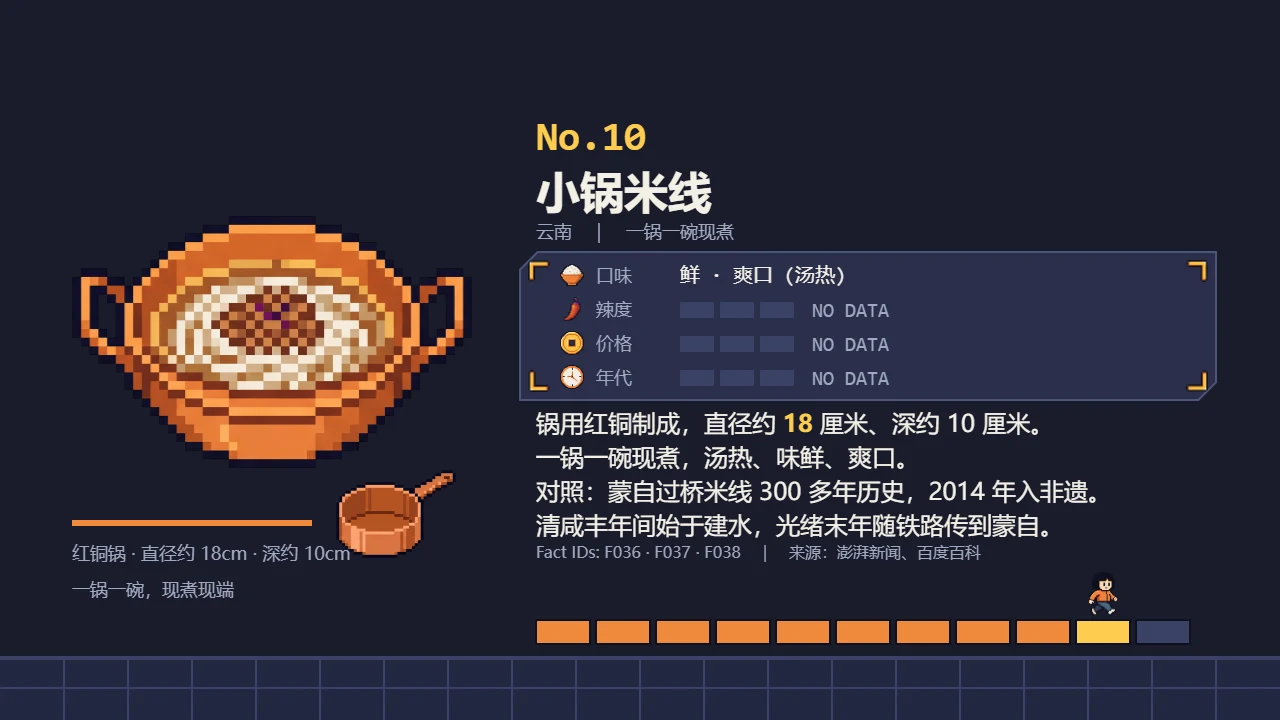 No.10
小锅米线
云南 | 一锅一碗现煮
口味 鲜 · 爽口（汤热）
辣度 NO DATA
价格 NO DATA
年代 NO DATA
锅用红铜制成，直径约 18 厘米、深约 10 厘米。
一锅一碗现煮，汤热、味鲜、爽口。
对照：蒙自过桥米线 300 多年历史，2014 年入非遗。
清咸丰年间始于建水，光绪末年随铁路传到蒙自。
Fact IDs: F036 · F037 · F038 | 来源：澎湃新闻、百度百科
红铜锅 · 直径约 18cm · 深约 10cm
一锅一碗，现煮现端